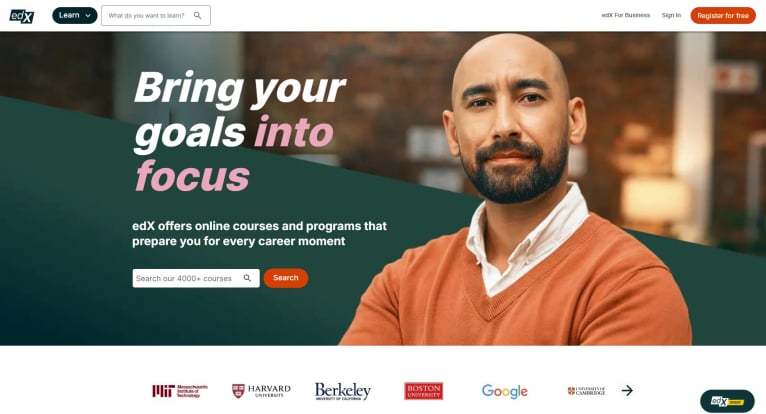 edX
Learn
What do you want to learn?
edX For Business
Sign In
Register for free
Bring your
goals into
focus
edX offers online courses and programs that
prepare you for every career moment
Search our 4000+ courses
Search
Massachusetts
Institute of
Technology
HARVARD
UNIVERSITY
Berkeley
UNIVERSITY OF CALIFORNIA
BOSTON
UNIVERSITY
Google
UNIVERSITY OF
CAMBRIDGE
edX